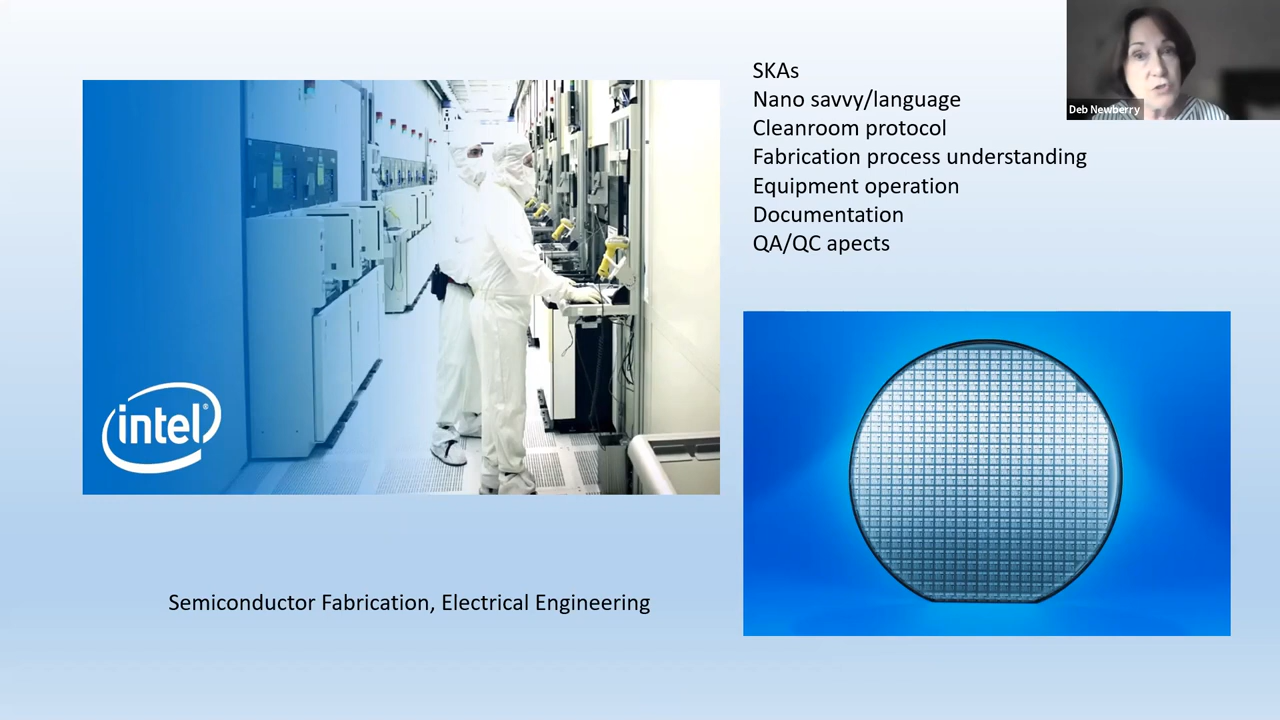 SKAs
Nano savvy/language
Cleanroom protocol
Fabrication process understanding
Equipment operation
Documentation
QA/QC apects
Deb Newberry
intel®
Semiconductor Fabrication, Electrical Engineering